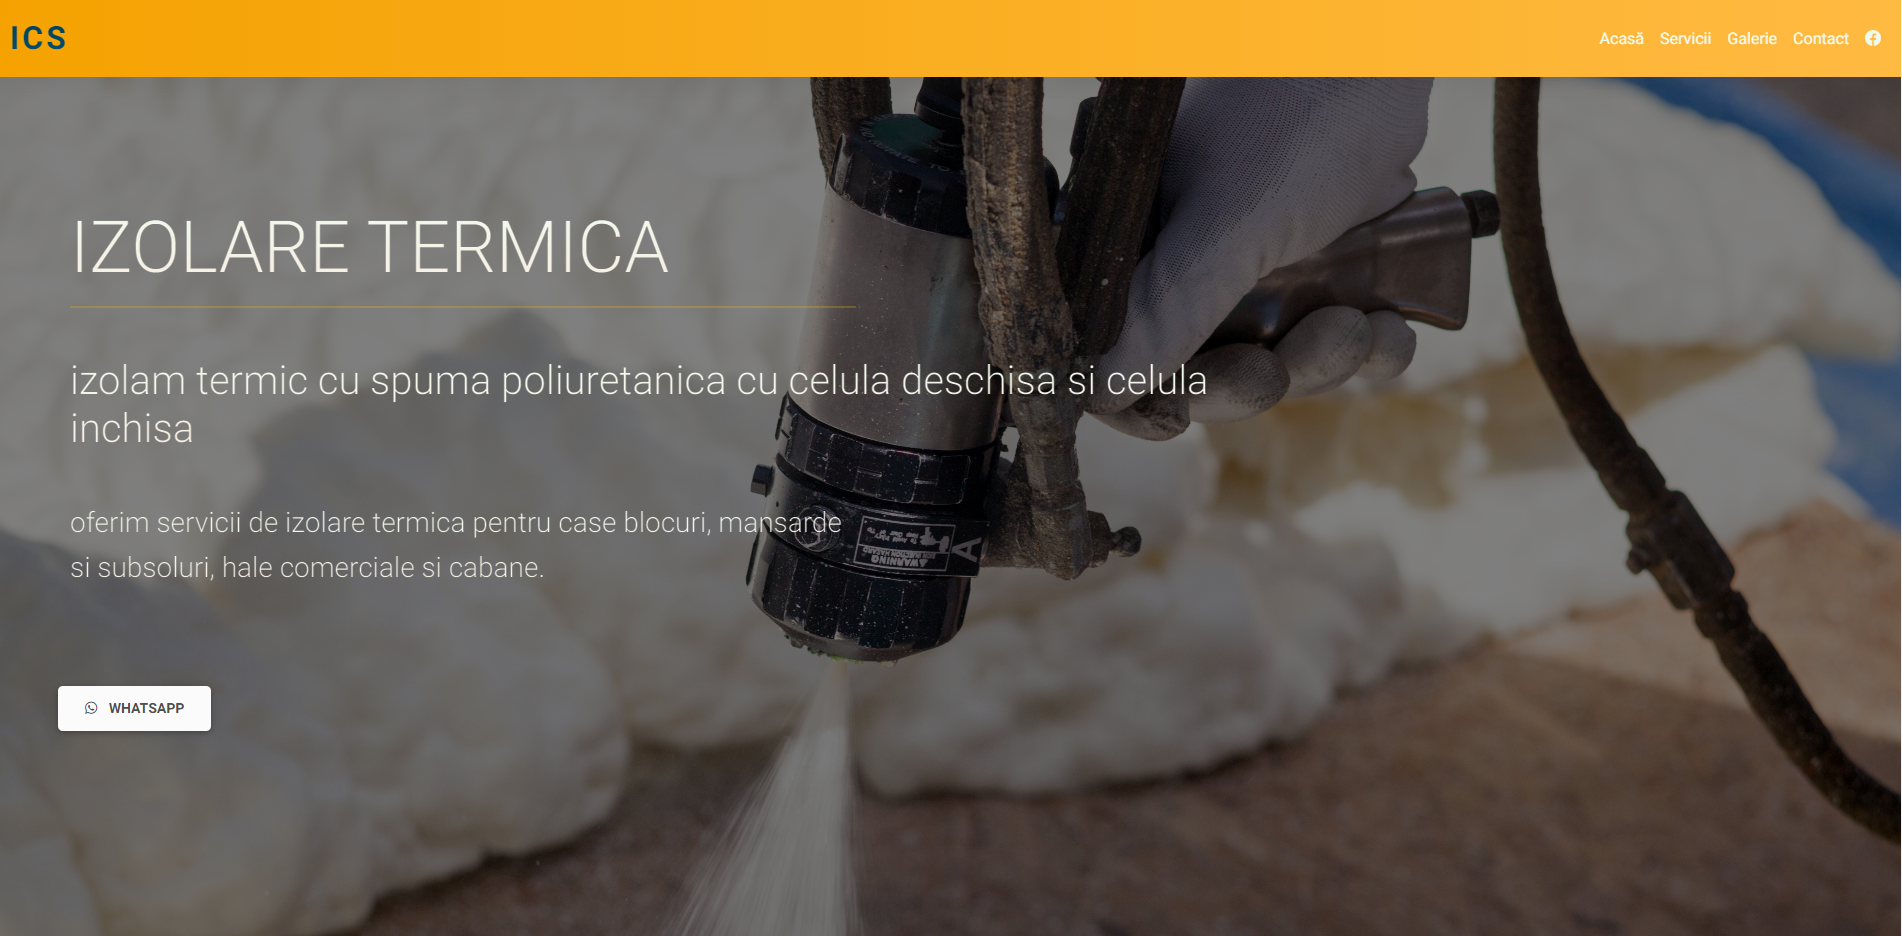 ICS
Acasă Servicii Galerie Contact
IZOLARE TERMICA
izolam termic cu spuma poliuretanica cu celula deschisa si celula
inchisa
oferim servicii de izolare termica pentru case blocuri, mansarde
si subsoluri, hale comerciale si cabane.
A
WARNING
WHATSAPP